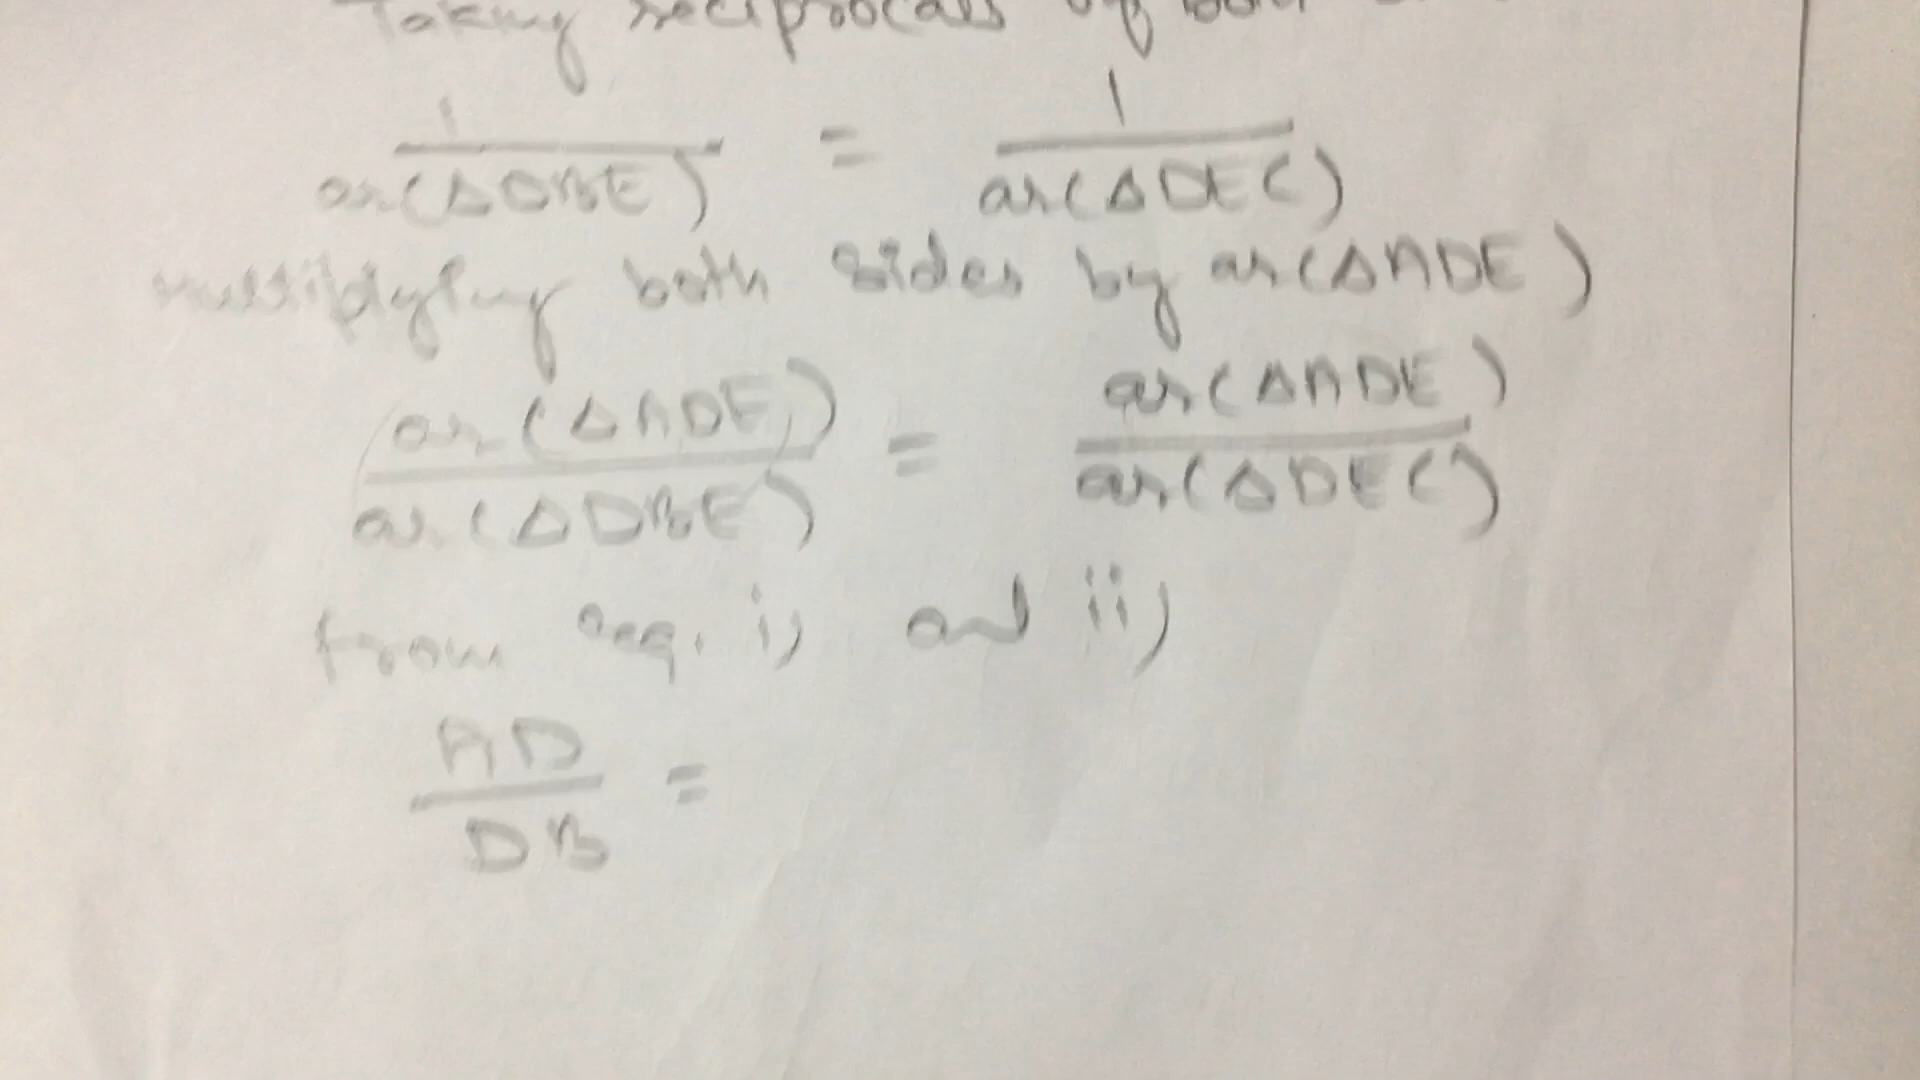 Taking reciprocals of both
1 / ar(ΔDBE) = 1 / ar(ΔDEC)
multiplying both sides by ar(ΔADE)
ar(ΔADE) / ar(ΔDBE) = ar(ΔADE) / ar(ΔDEC)
from eq. i) and ii)
AD / DB =